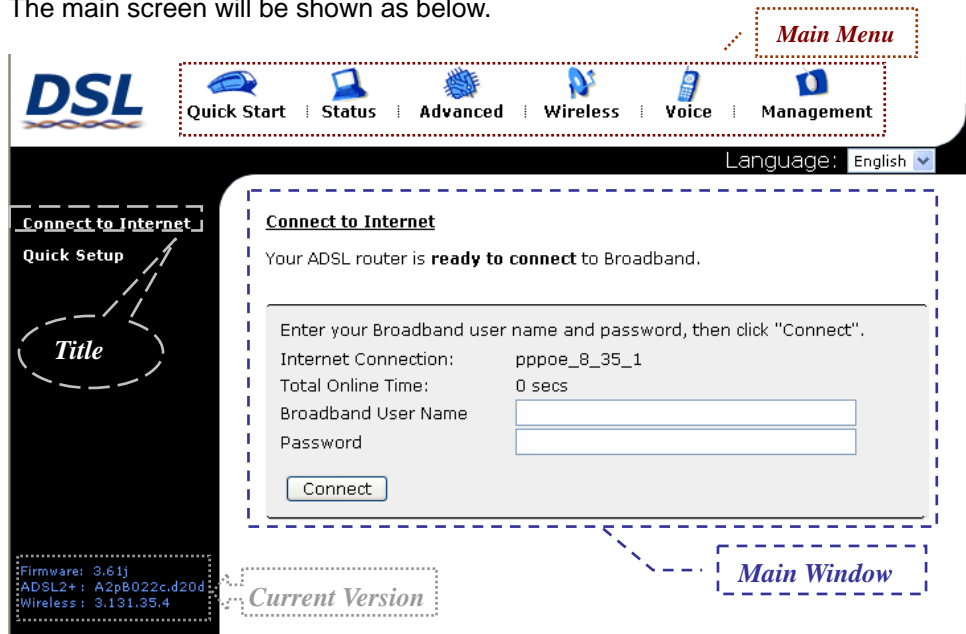 The main screen will be shown as below.
Main Menu
DSL
Quick Start | Status | Advanced | Wireless | Voice | Management
Language: English
Connect to Internet
Quick Setup
Title
Connect to Internet
Your ADSL router is ready to connect to Broadband.
Enter your Broadband user name and password, then click "Connect".
Internet Connection: pppoe_8_35_1
Total Online Time: 0 secs
Broadband User Name
Password
Connect
Main Window
Firmware: 3.61j
ADSL2+: A2pB022c.d20d
Wireless: 3.131.35.4
Current Version